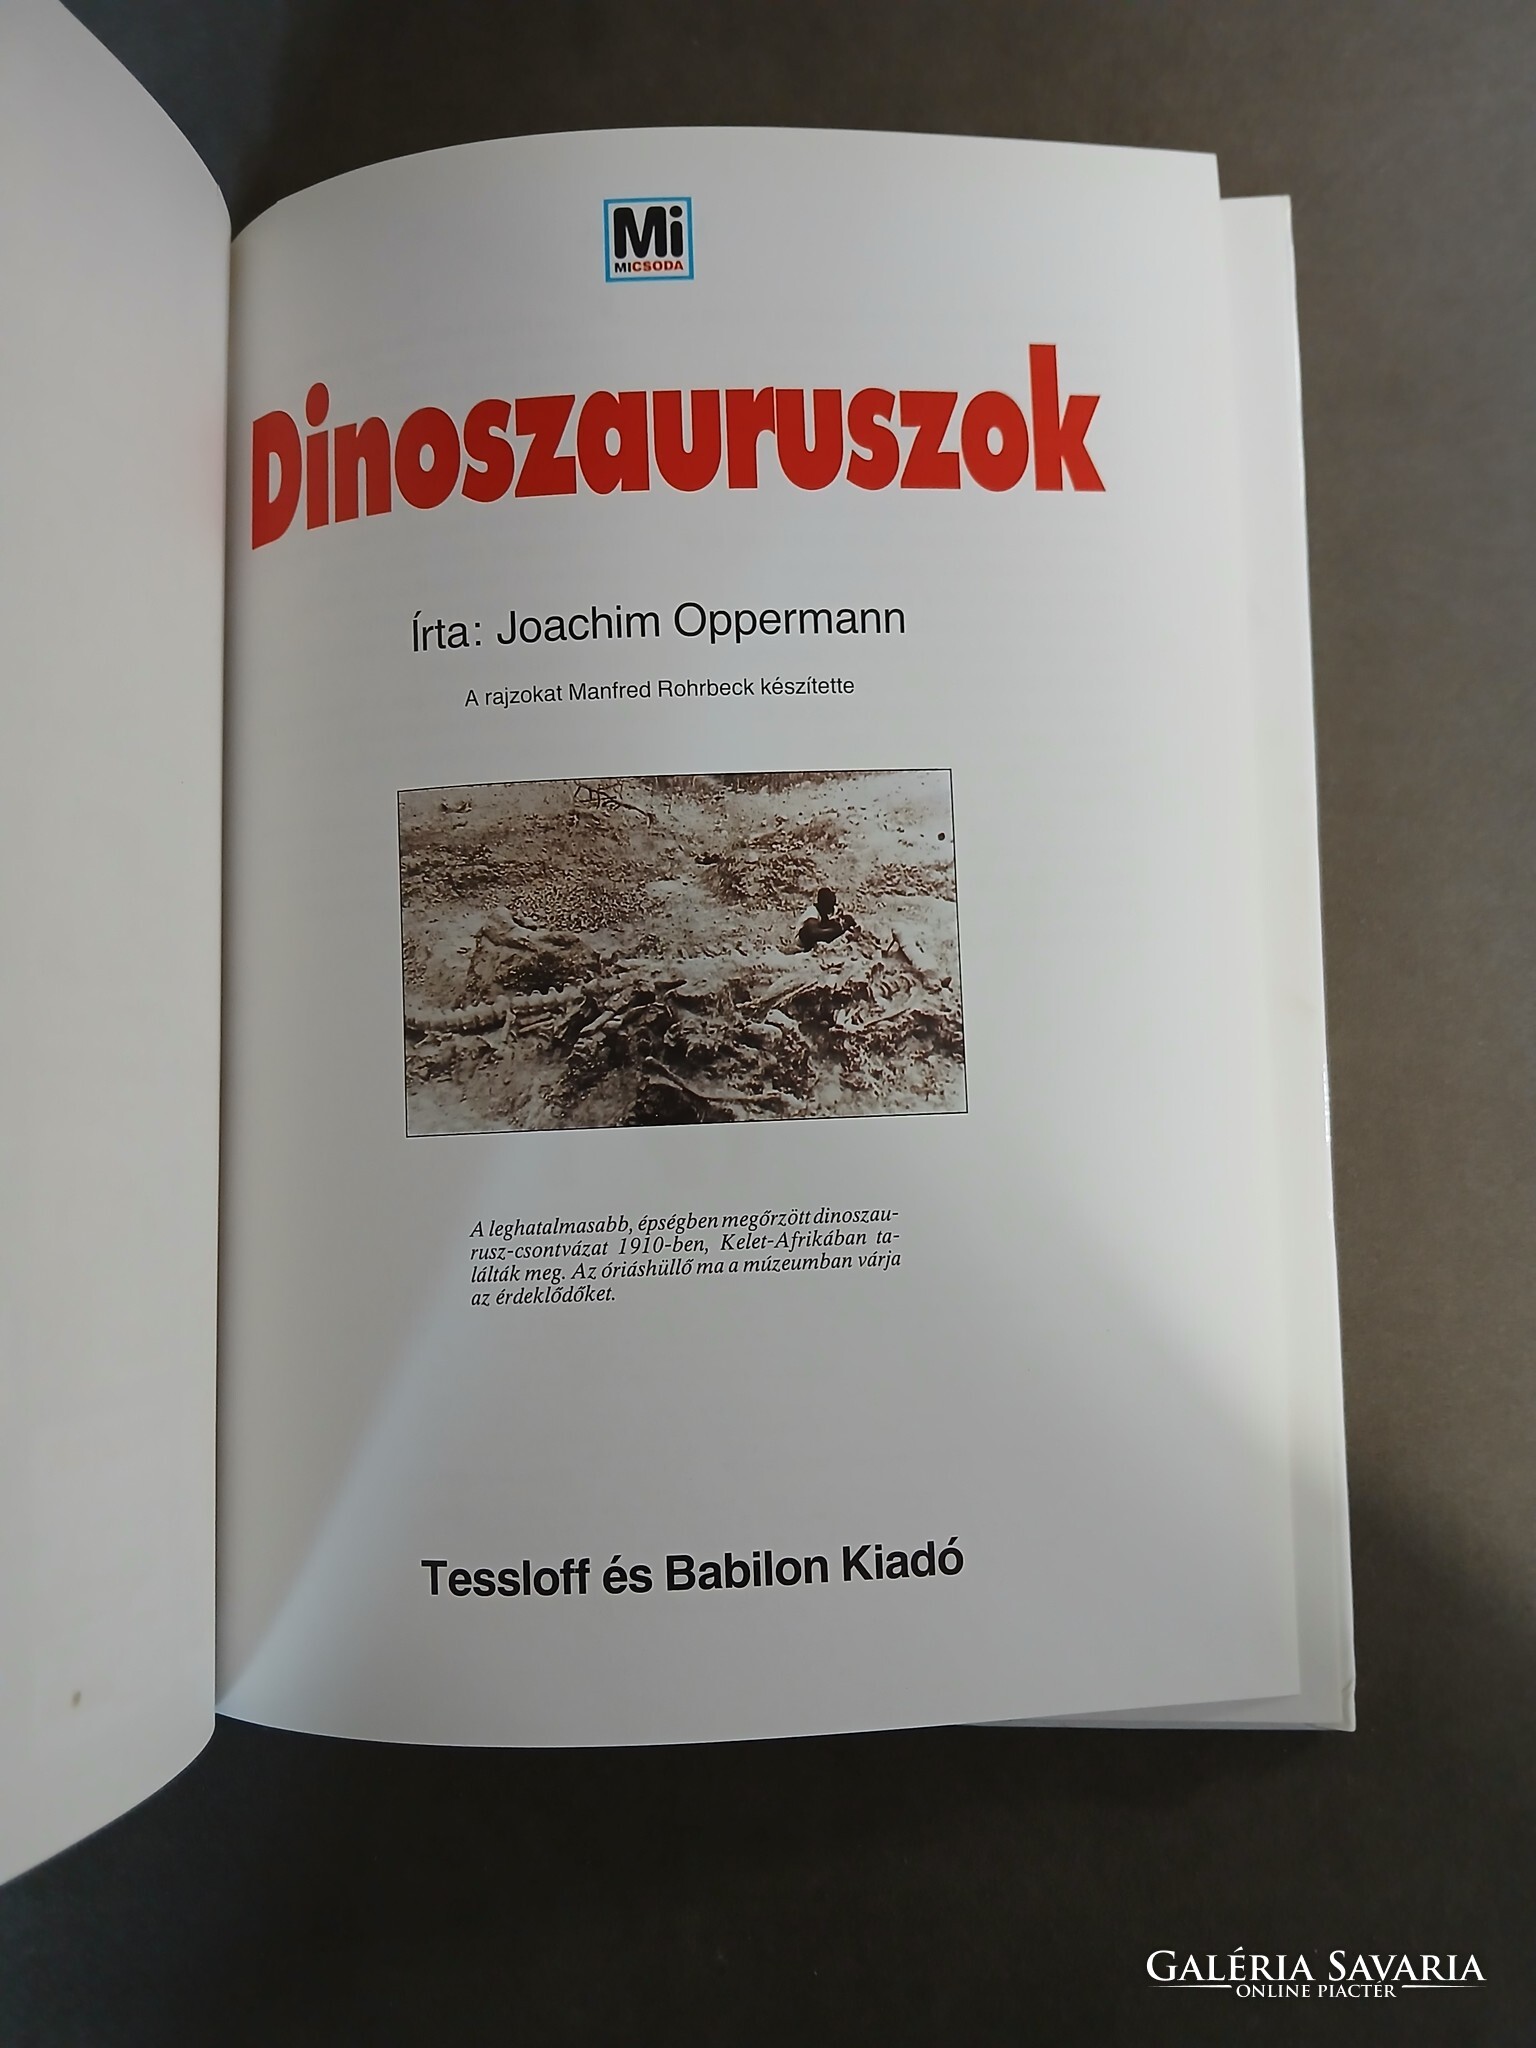 Mi
MICSODA
Dinoszauruszok
Írta: Joachim Oppermann
A rajzokat Manfred Rohrbeck készítette
A leghatalmasabb, épségben megőrzött dinoszau-
rusz-csontvázat 1910-ben, Kelet-Afrikában ta-
lálták meg. Az óriáshüllő ma a múzeumban várja
az érdeklődőket.
Tessloff és Babilon Kiadó
GALÉRIA SAVARIA
ONLINE PIACTÉR